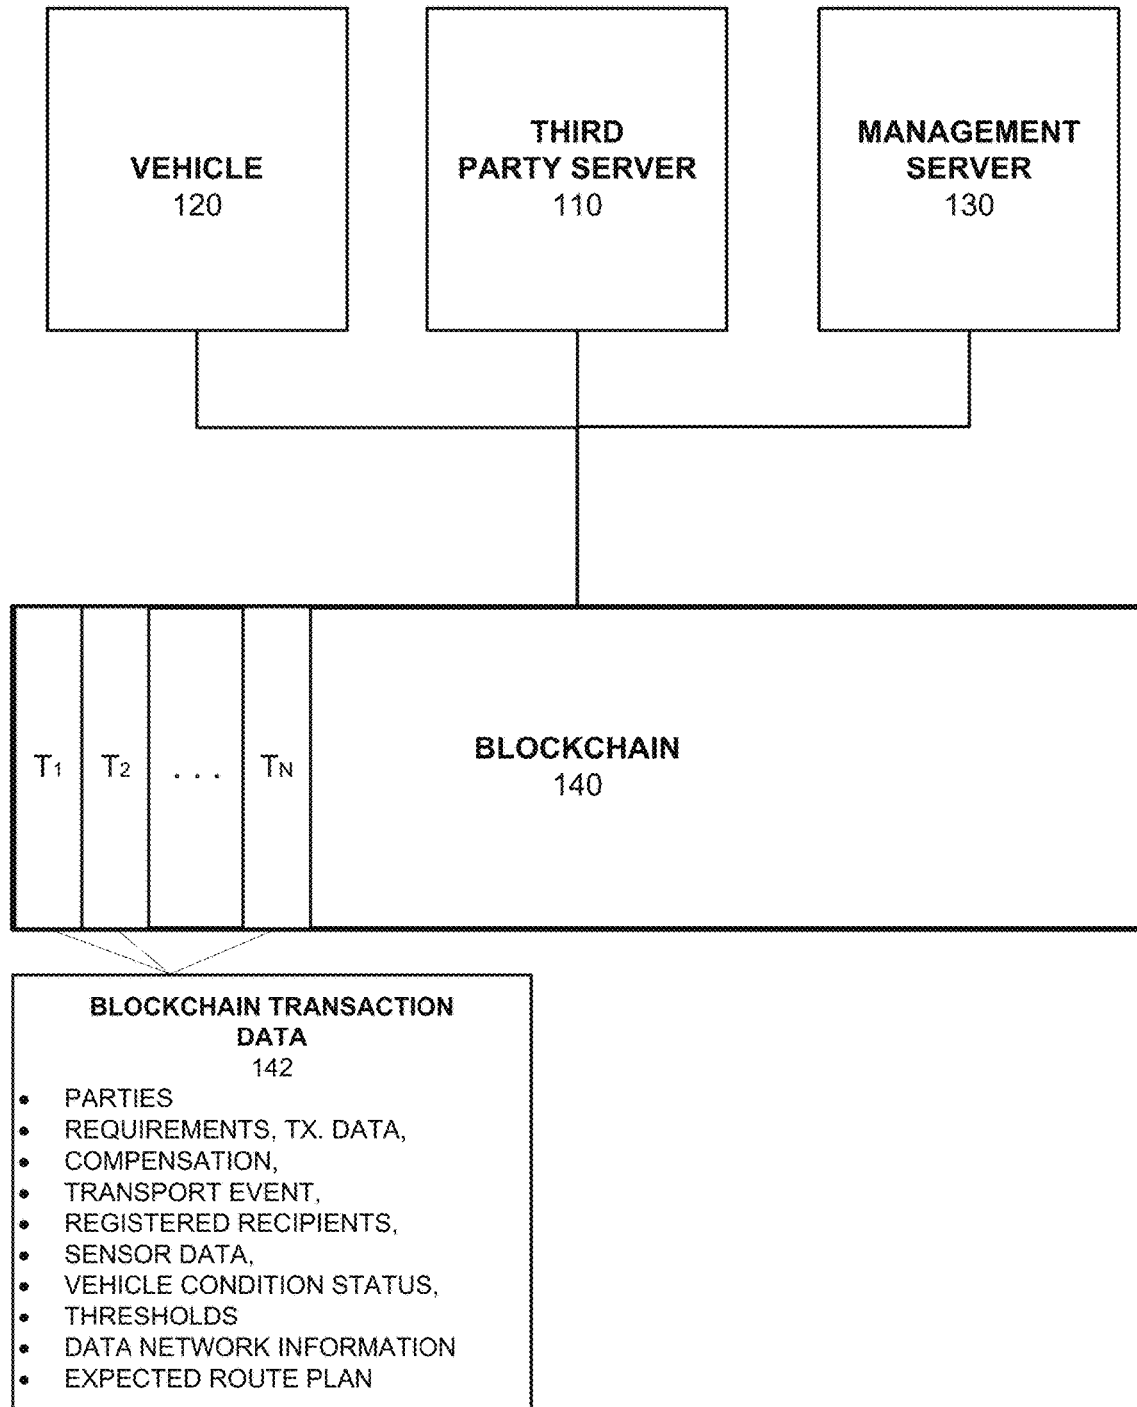 VEHICLE
120
THIRD
PARTY SERVER
110
MANAGEMENT
SERVER
130
T1 T2 . . . TN
BLOCKCHAIN
140
BLOCKCHAIN TRANSACTION
DATA
142
• PARTIES
• REQUIREMENTS, TX. DATA,
• COMPENSATION,
• TRANSPORT EVENT,
• REGISTERED RECIPIENTS,
• SENSOR DATA,
• VEHICLE CONDITION STATUS,
• THRESHOLDS
• DATA NETWORK INFORMATION
• EXPECTED ROUTE PLAN